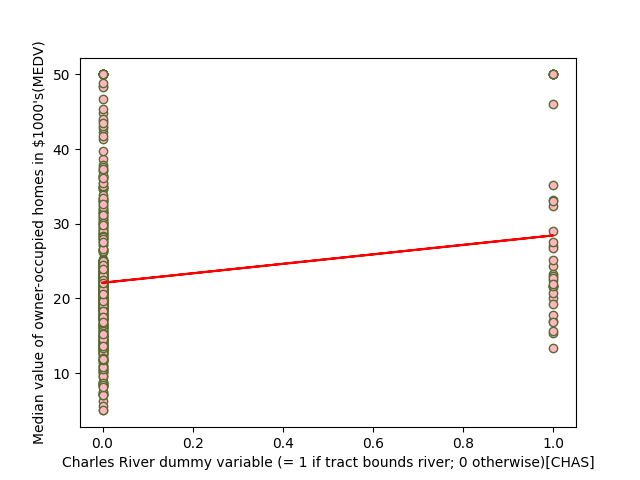 Median value of owner-occupied homes in $1000's(MEDV)
50
40
30
20
10
0.0 0.2 0.4 0.6 0.8 1.0
Charles River dummy variable (= 1 if tract bounds river; 0 otherwise)[CHAS]